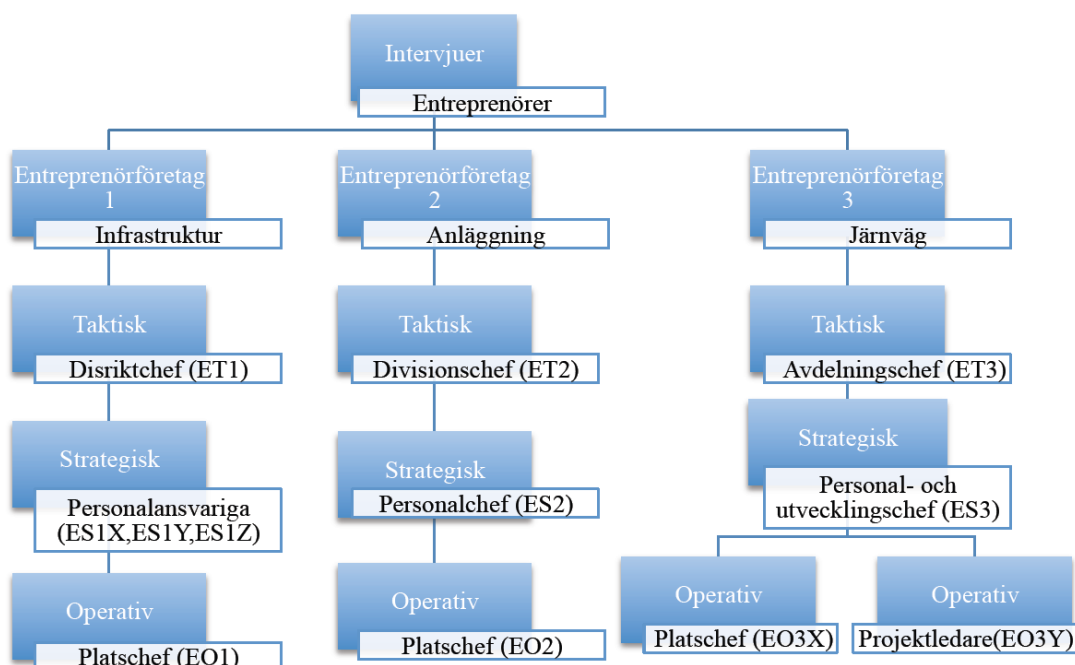 Intervjuer
Entreprenörer
Entreprenörföretag
1
Infrastruktur
Entreprenörföretag
2
Anläggning
Entreprenörföretag
3
Järnväg
Taktisk
Disriktchef (ET1)
Taktisk
Divisionschef (ET2)
Taktisk
Avdelningschef (ET3)
Strategisk
Personalansvariga
(ES1X,ES1Y,ES1Z)
Strategisk
Personalchef (ES2)
Strategisk
Personal- och
utvecklingschef (ES3)
Operativ
Platschef (EO1)
Operativ
Platschef (EO2)
Operativ
Platschef (EO3X)
Operativ
Projektledare(EO3Y)